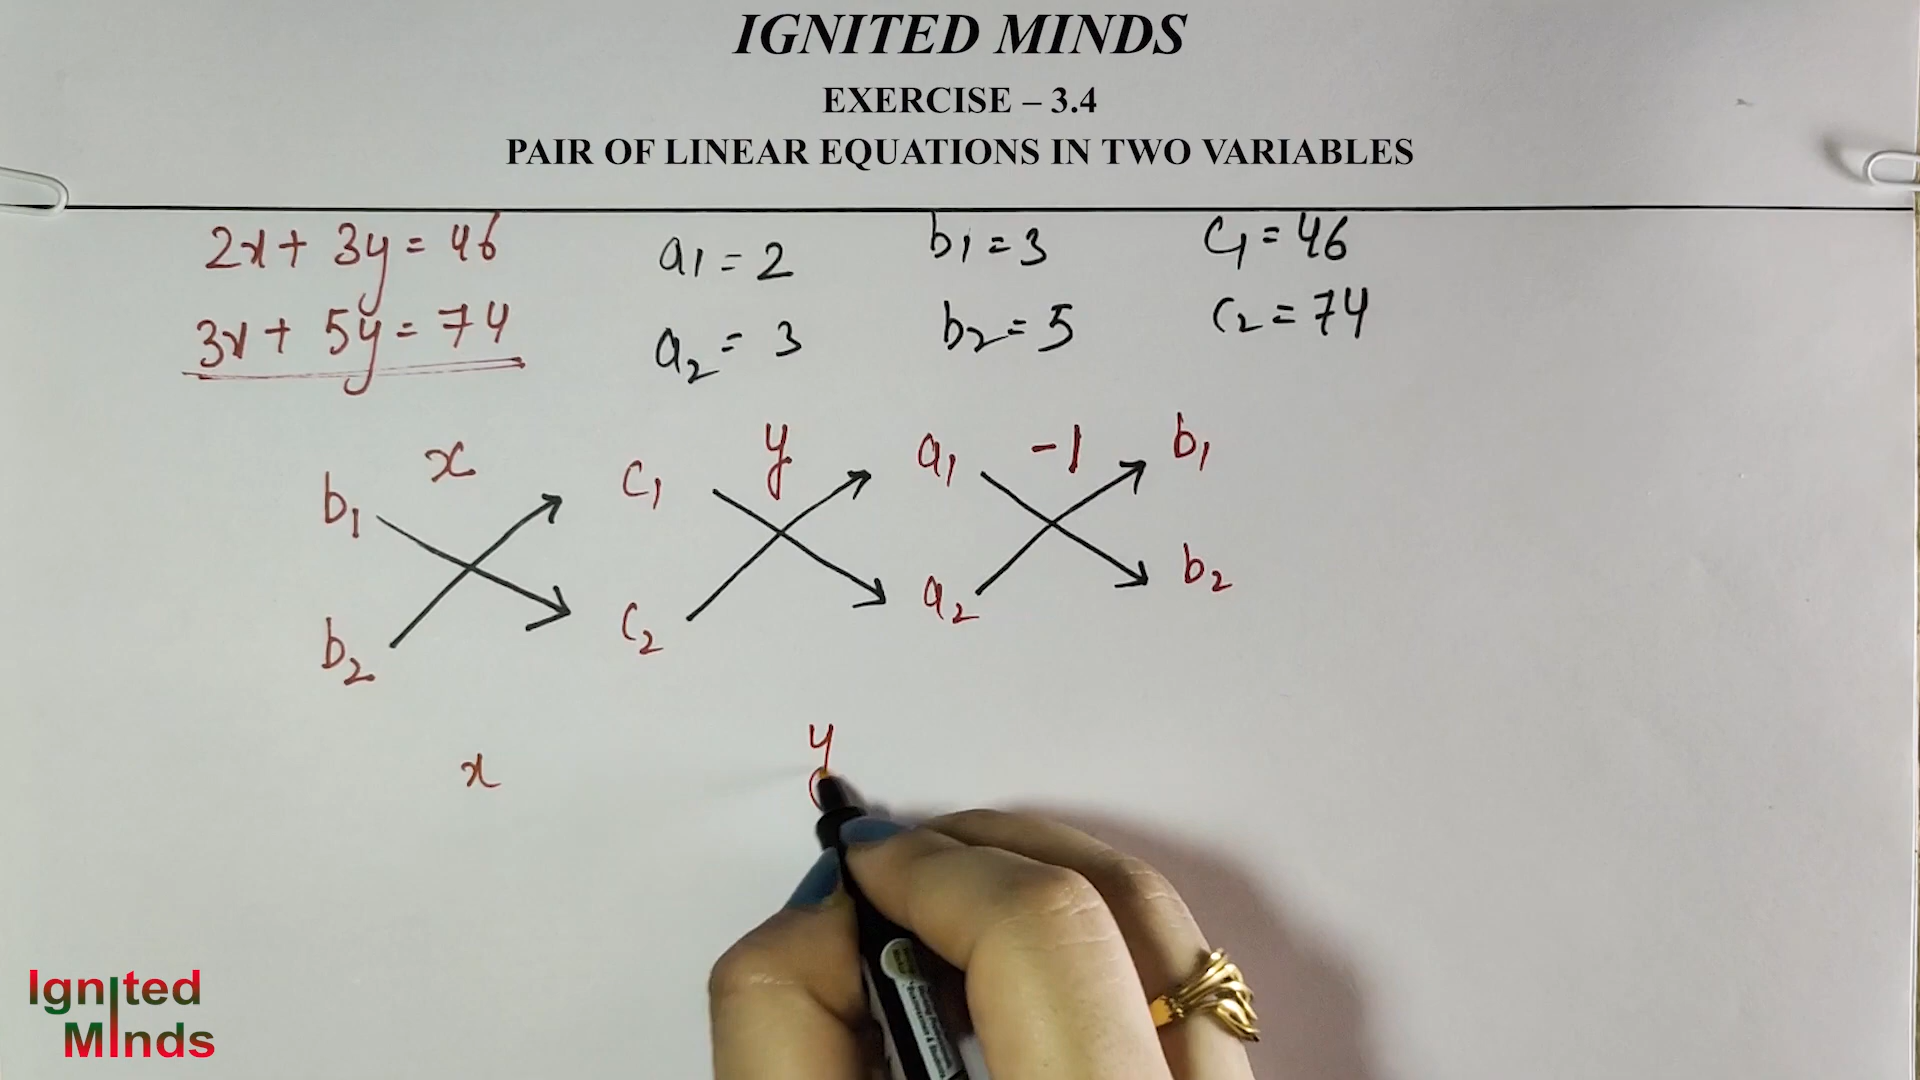 IGNITED MINDS
EXERCISE – 3.4
PAIR OF LINEAR EQUATIONS IN TWO VARIABLES
2x + 3y = 46 a1 = 2 b1 = 3 c1 = 46
3x + 5y = 74 a2 = 3 b2 = 5 c2 = 74
x y -1
b1 c1 a1 b1
b2 c2 a2 b2
x y
Ignited
Minds